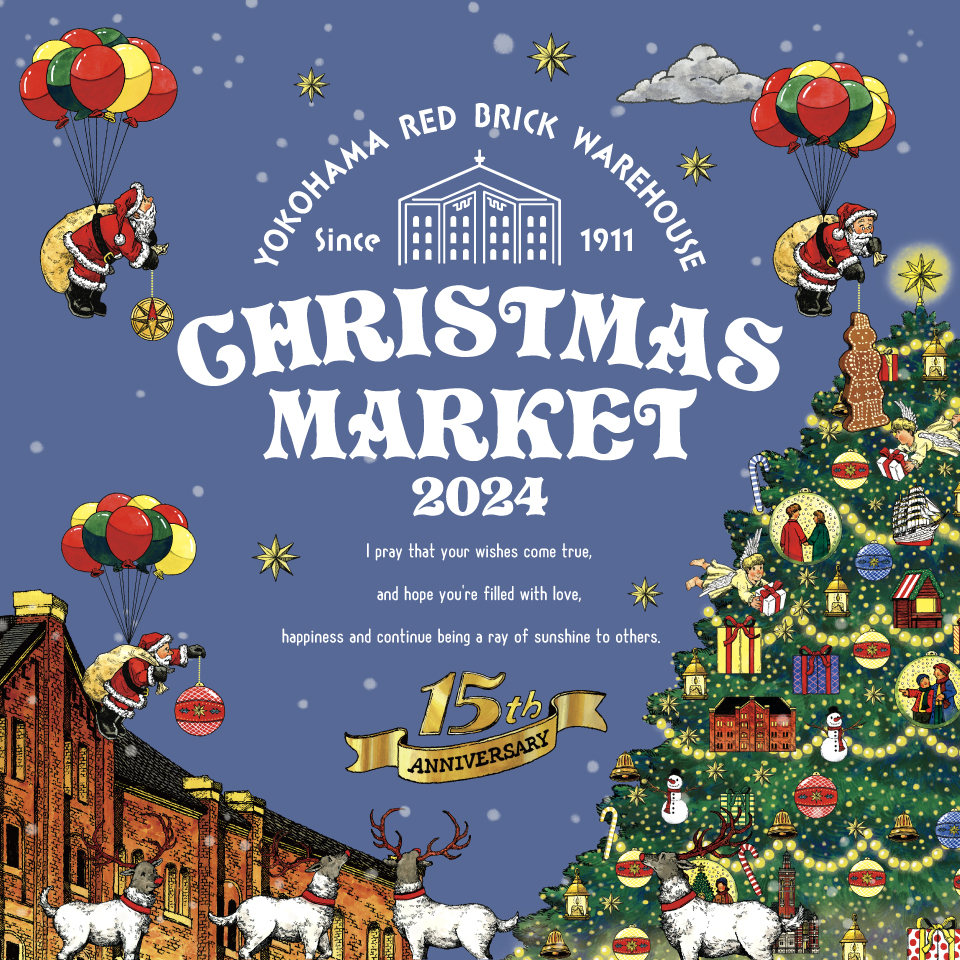 YOKOHAMA RED BRICK WAREHOUSE
Since 1911
CHRISTMAS
MARKET
2024
I pray that your wishes come true,
and hope you're filled with love,
happiness and continue being a ray of sunshine to others.
15th
ANNIVERSARY